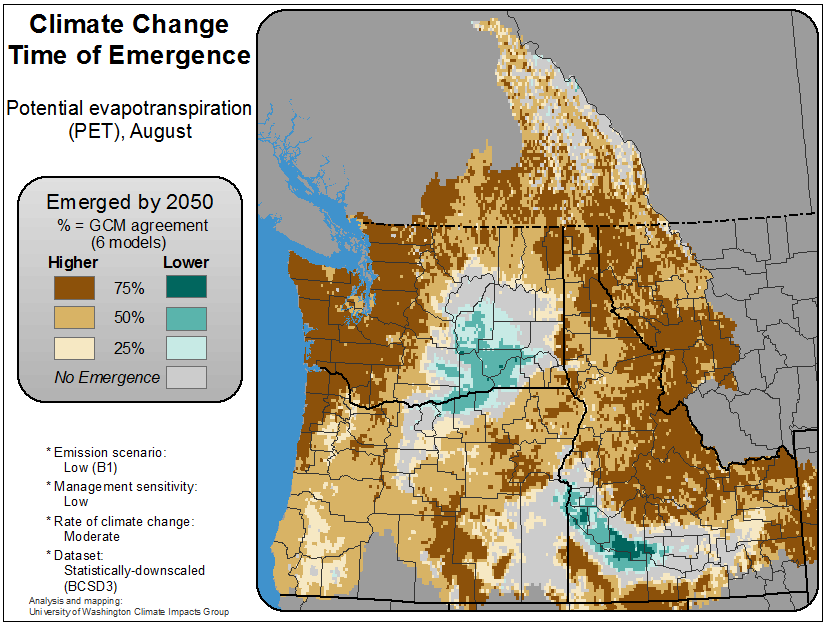 Climate Change
Time of Emergence
Potential evapotranspiration
(PET), August
Emerged by 2050
% = GCM agreement
(6 models)
Higher Lower
75%
50%
25%
No Emergence
* Emission scenario:
Low (B1)
* Management sensitivity:
Low
* Rate of climate change:
Moderate
* Dataset:
Statistically-downscaled
(BCSD3)
Analysis and mapping:
University of Washington Climate Impacts Group